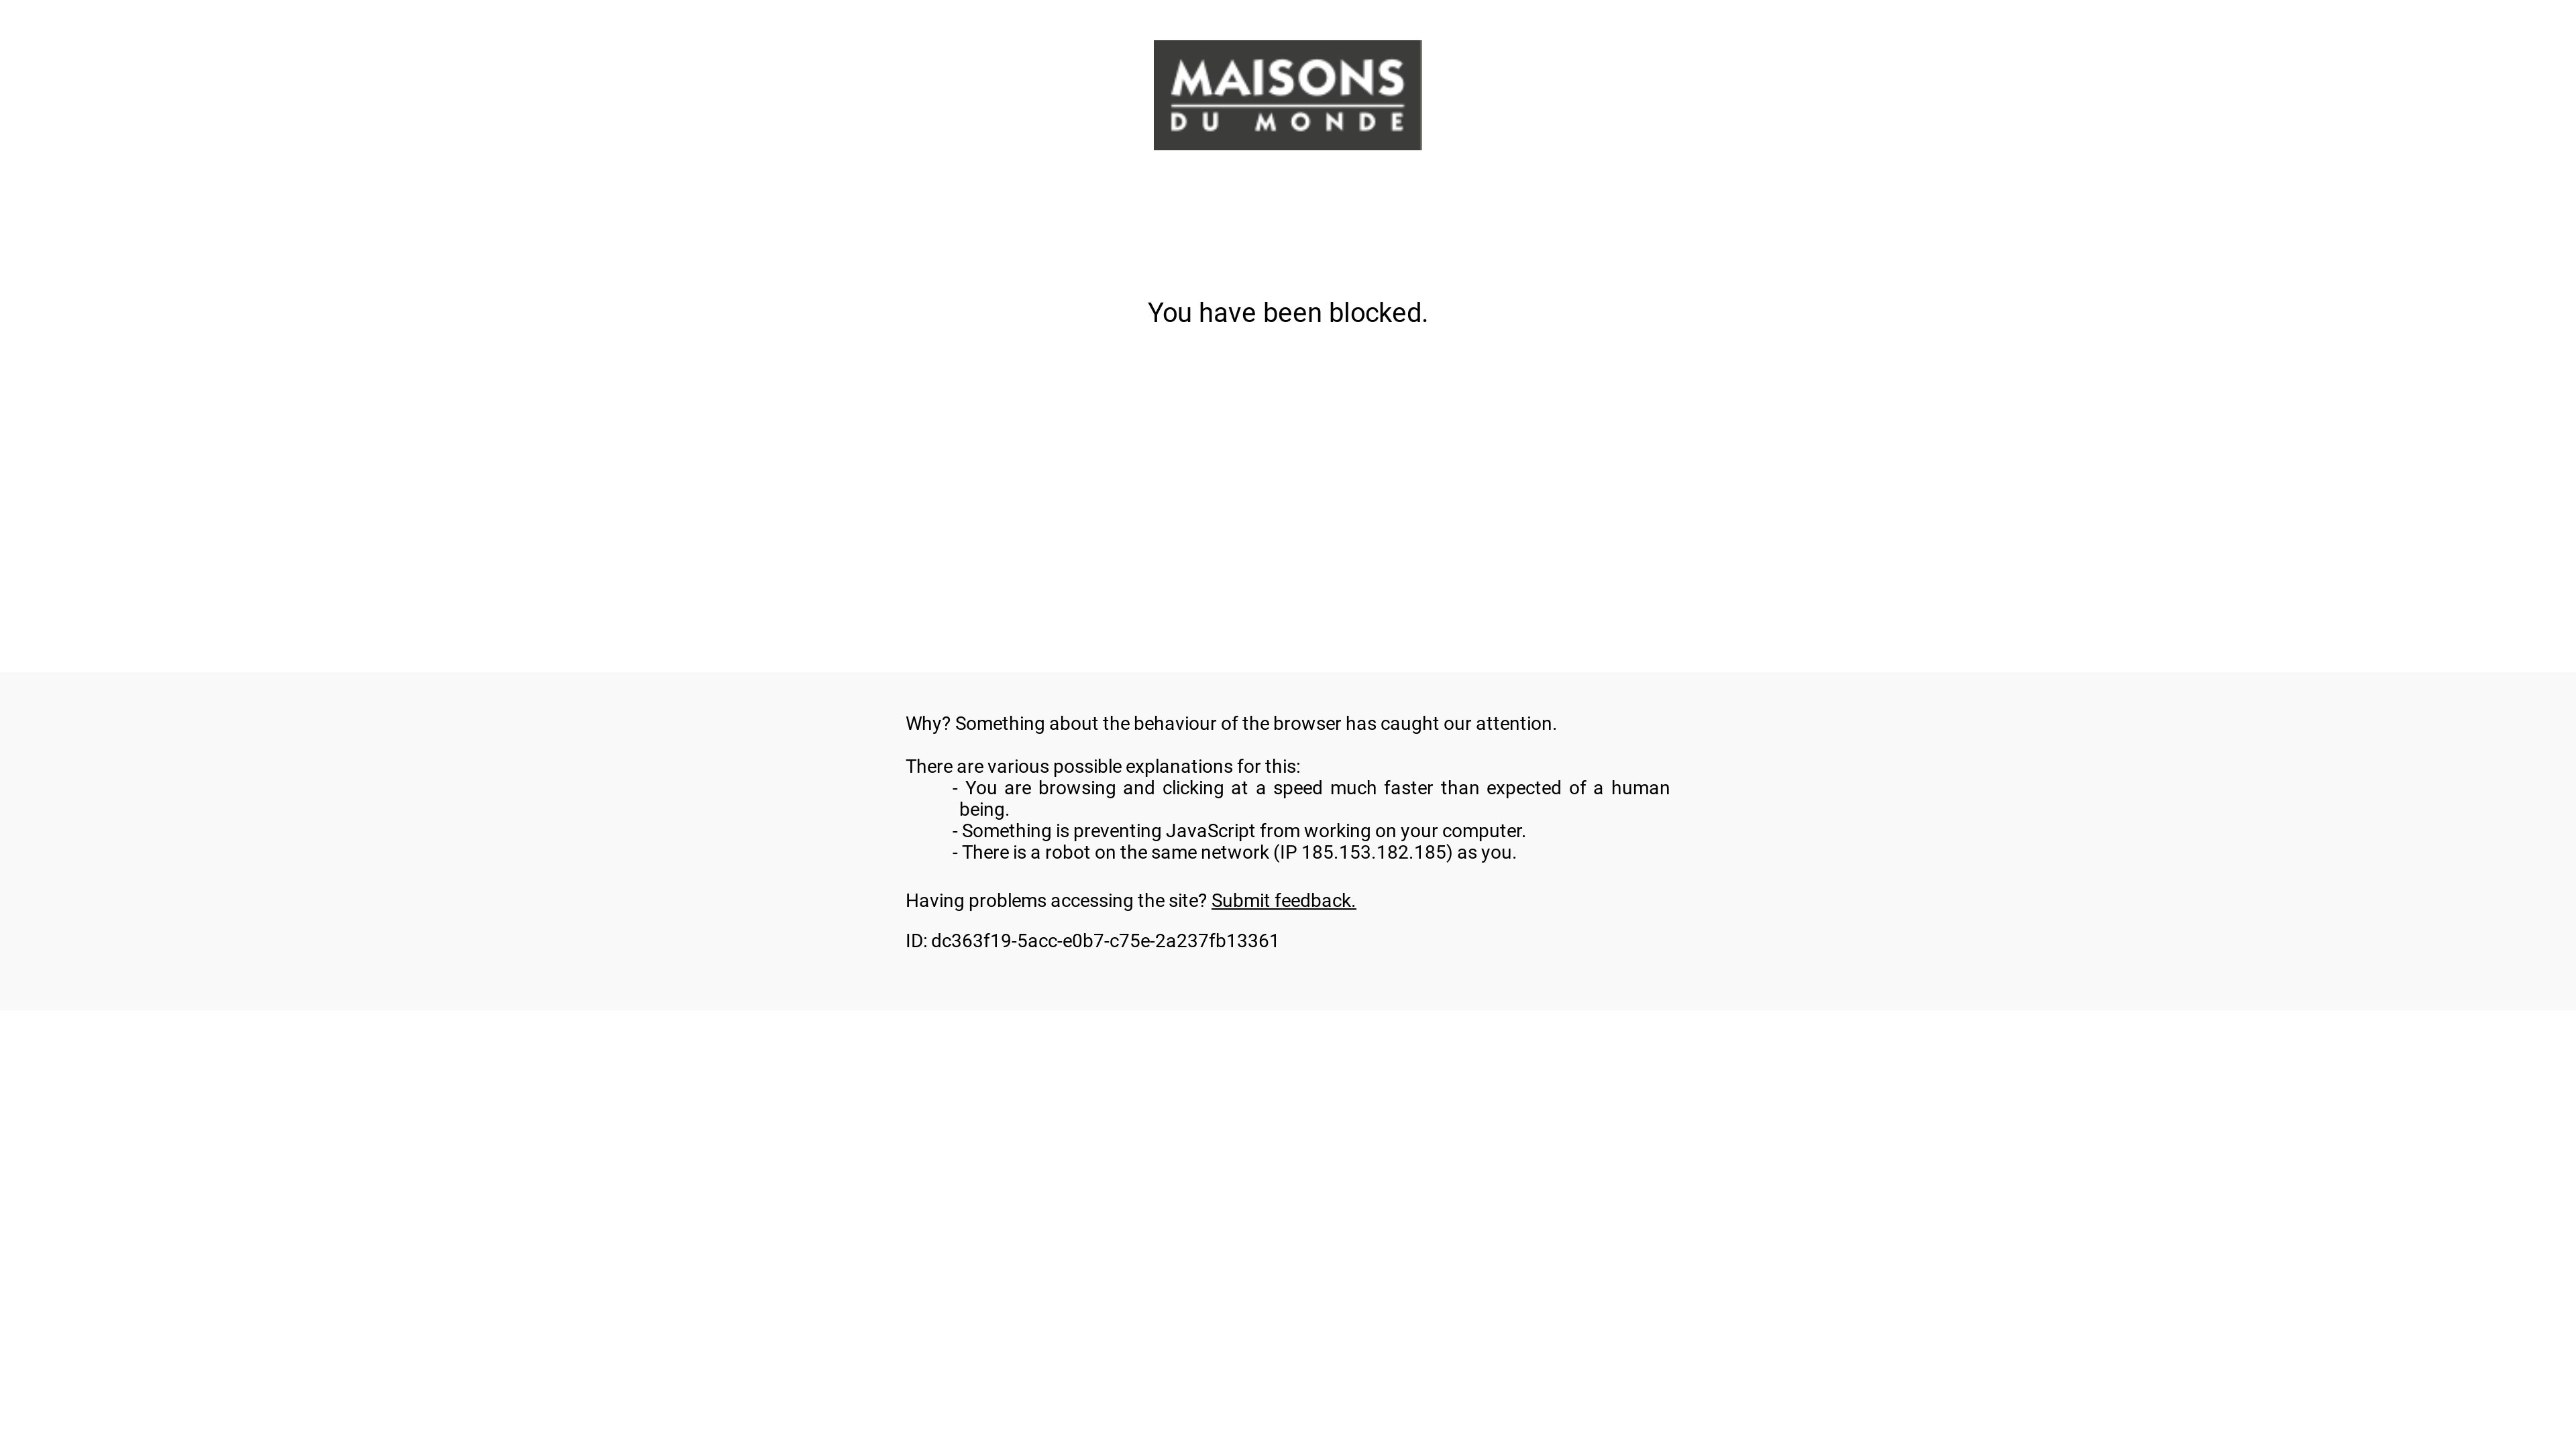 MAISONS
DU MONDE
You have been blocked.
Why? Something about the behaviour of the browser has caught our attention.
There are various possible explanations for this:
- You are browsing and clicking at a speed much faster than expected of a human
being.
- Something is preventing JavaScript from working on your computer.
- There is a robot on the same network (IP 185.153.182.185) as you.
Having problems accessing the site? Submit feedback.
ID: dc363f19-5acc-e0b7-c75e-2a237fb13361